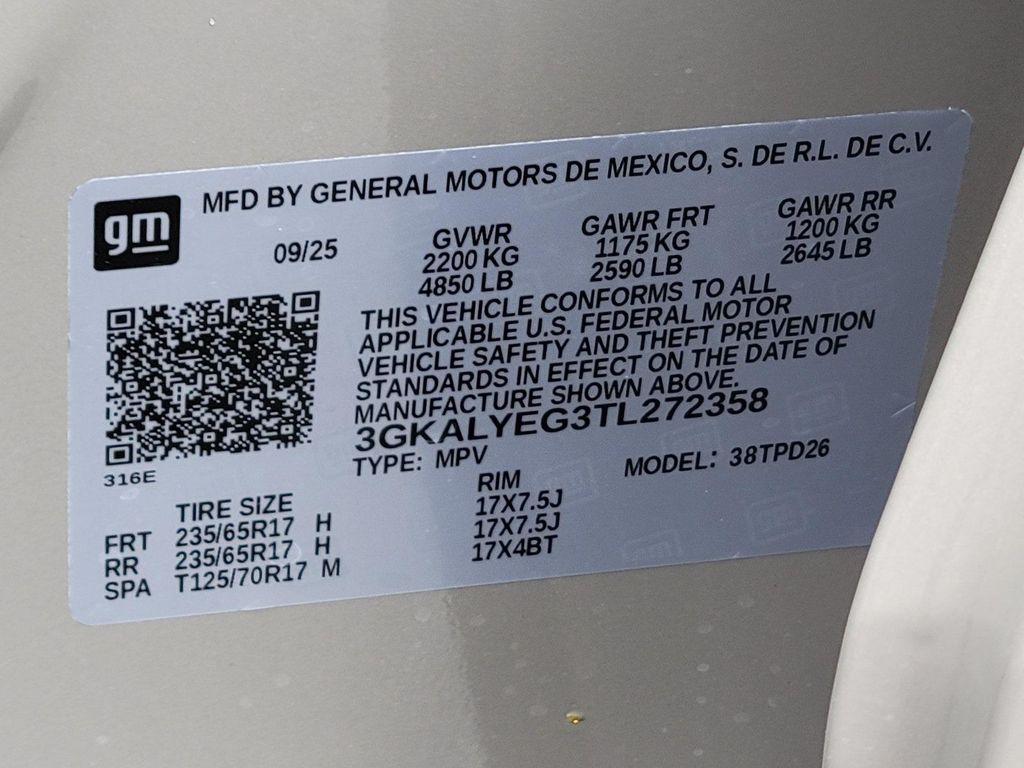 gm
MFD BY GENERAL MOTORS DE MEXICO, S. DE R.L. DE C.V.
09/25
GVWR
2200 KG
4850 LB
GAWR FRT
1175 KG
2590 LB
GAWR RR
1200 KG
2645 LB
THIS VEHICLE CONFORMS TO ALL
APPLICABLE U.S. FEDERAL MOTOR
VEHICLE SAFETY AND THEFT PREVENTION
STANDARDS IN EFFECT ON THE DATE OF
MANUFACTURE SHOWN ABOVE.
3GKALYEG3TL272358
316E
TYPE: MPV
MODEL: 38TPD26
TIRE SIZE
RIM
FRT 235/65R17 H 17X7.5J
RR 235/65R17 H 17X7.5J
SPA T125/70R17 M 17X4BT